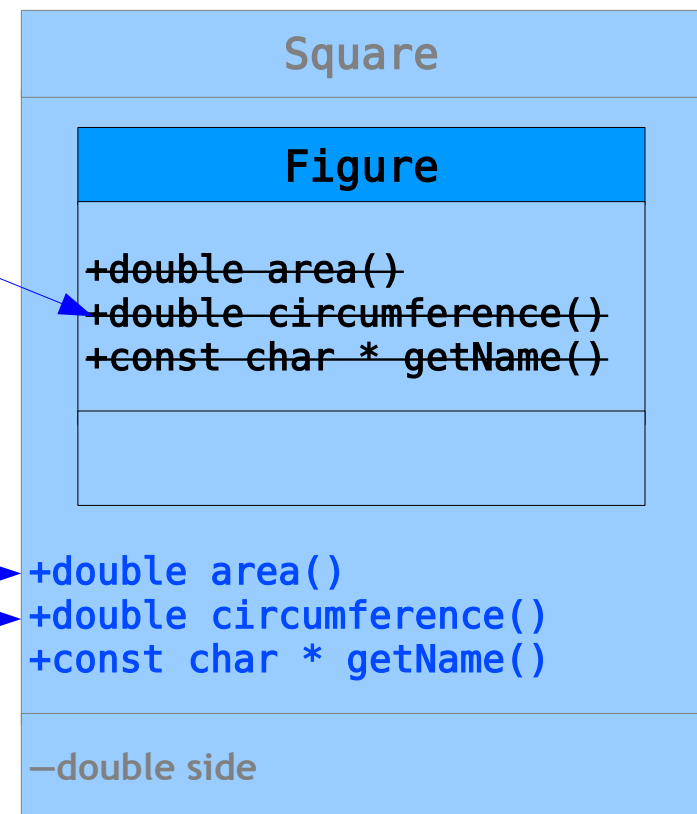 Square
Figure
+double area()
+double circumference()
+const char * getName()
+double area()
+double circumference()
+const char * getName()
–double side